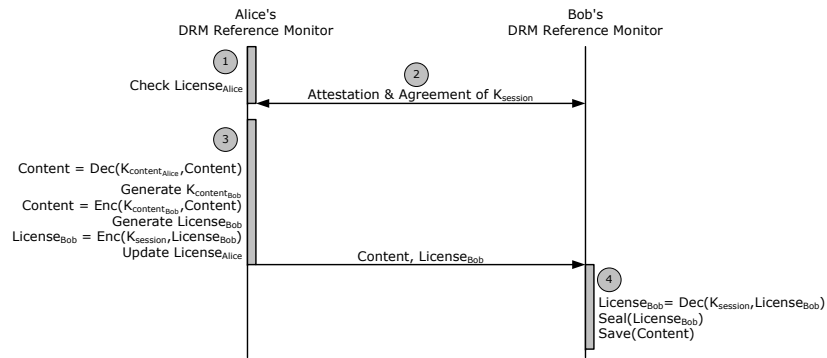 Alice's
DRM Reference Monitor
Bob's
DRM Reference Monitor
1
Check License_Alice
2
Attestation & Agreement of K_session
3
Content = Dec(K_content_Alice,Content)
Generate K_content_Bob
Content = Enc(K_content_Bob,Content)
Generate License_Bob
License_Bob = Enc(K_session,License_Bob)
Update License_Alice
Content, License_Bob
4
License_Bob= Dec(K_session,License_Bob)
Seal(License_Bob)
Save(Content)